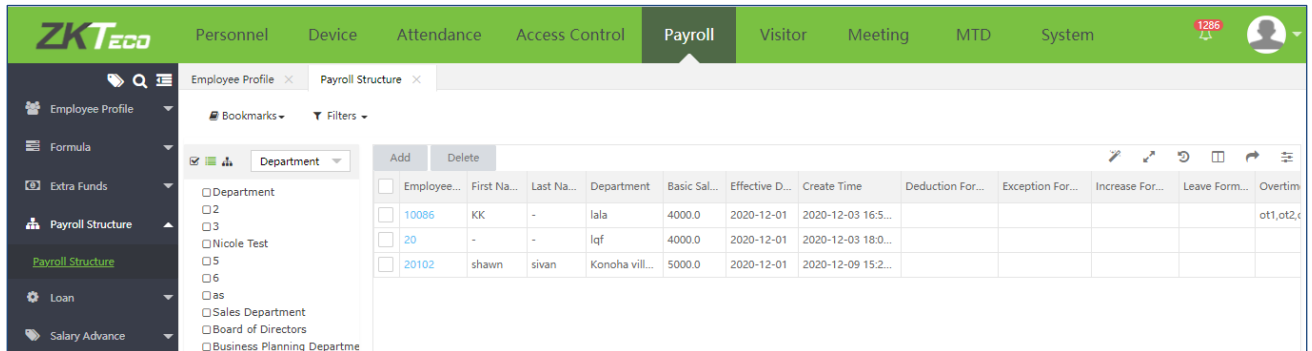 ZKTeco Personnel Device Attendance Access Control Payroll Visitor Meeting MTD System 1286
Employee Profile × Payroll Structure ×
Employee Profile
Formula
Extra Funds
Payroll Structure
Payroll Structure
Loan
Salary Advance
Bookmarks Filters
Department
Department
2
3
Nicole Test
5
6
as
Sales Department
Board of Directors
Business Planning Departme
Add Delete
Employee... First Na... Last Na... Department Basic Sal... Effective D... Create Time Deduction For... Exception For... Increase For... Leave Form... Overtim
10086 KK - lala 4000.0 2020-12-01 2020-12-03 16:5... ot1,ot2,
20 - - lqf 4000.0 2020-12-01 2020-12-03 18:0...
20102 shawn sivan Konoha vill... 5000.0 2020-12-01 2020-12-09 15:2...